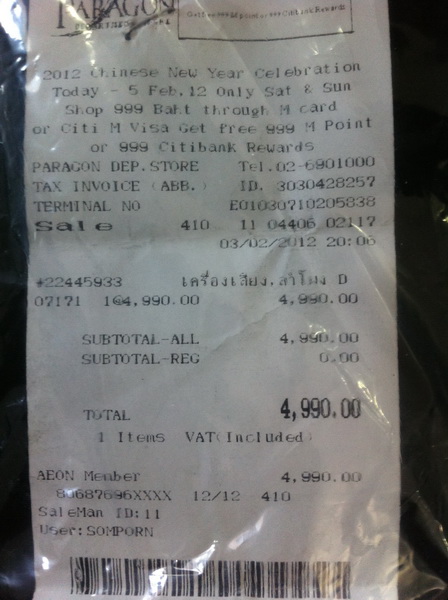 PARAGON
DEPARTMENT STORE
2012 Chinese New Year Celebration
Today - 5 Feb.12 Only Sat & Sun
Shop 999 Baht through M card
or Citi M Visa Get free 999 M Point
or 999 Citibank Rewards
PARAGON DEP.STORE Tel.02-6901000
TAX INVOICE (ABB.) ID. 3030428257
TERMINAL NO E01030710205838
Sale 410 11 04406 02117
03/02/2012 20:06
#22445933 เครื่องเสียง,ลำโพง D
07171 1@4,990.00 4,990.00
SUBTOTAL-ALL 4,990.00
SUBTOTAL-REG 0.00
TOTAL 4,990.00
1 Items VAT(Included)
AEON Member 4,990.00
80687696XXXX 12/12 410
SaleMan ID:11
User:SOMPORN